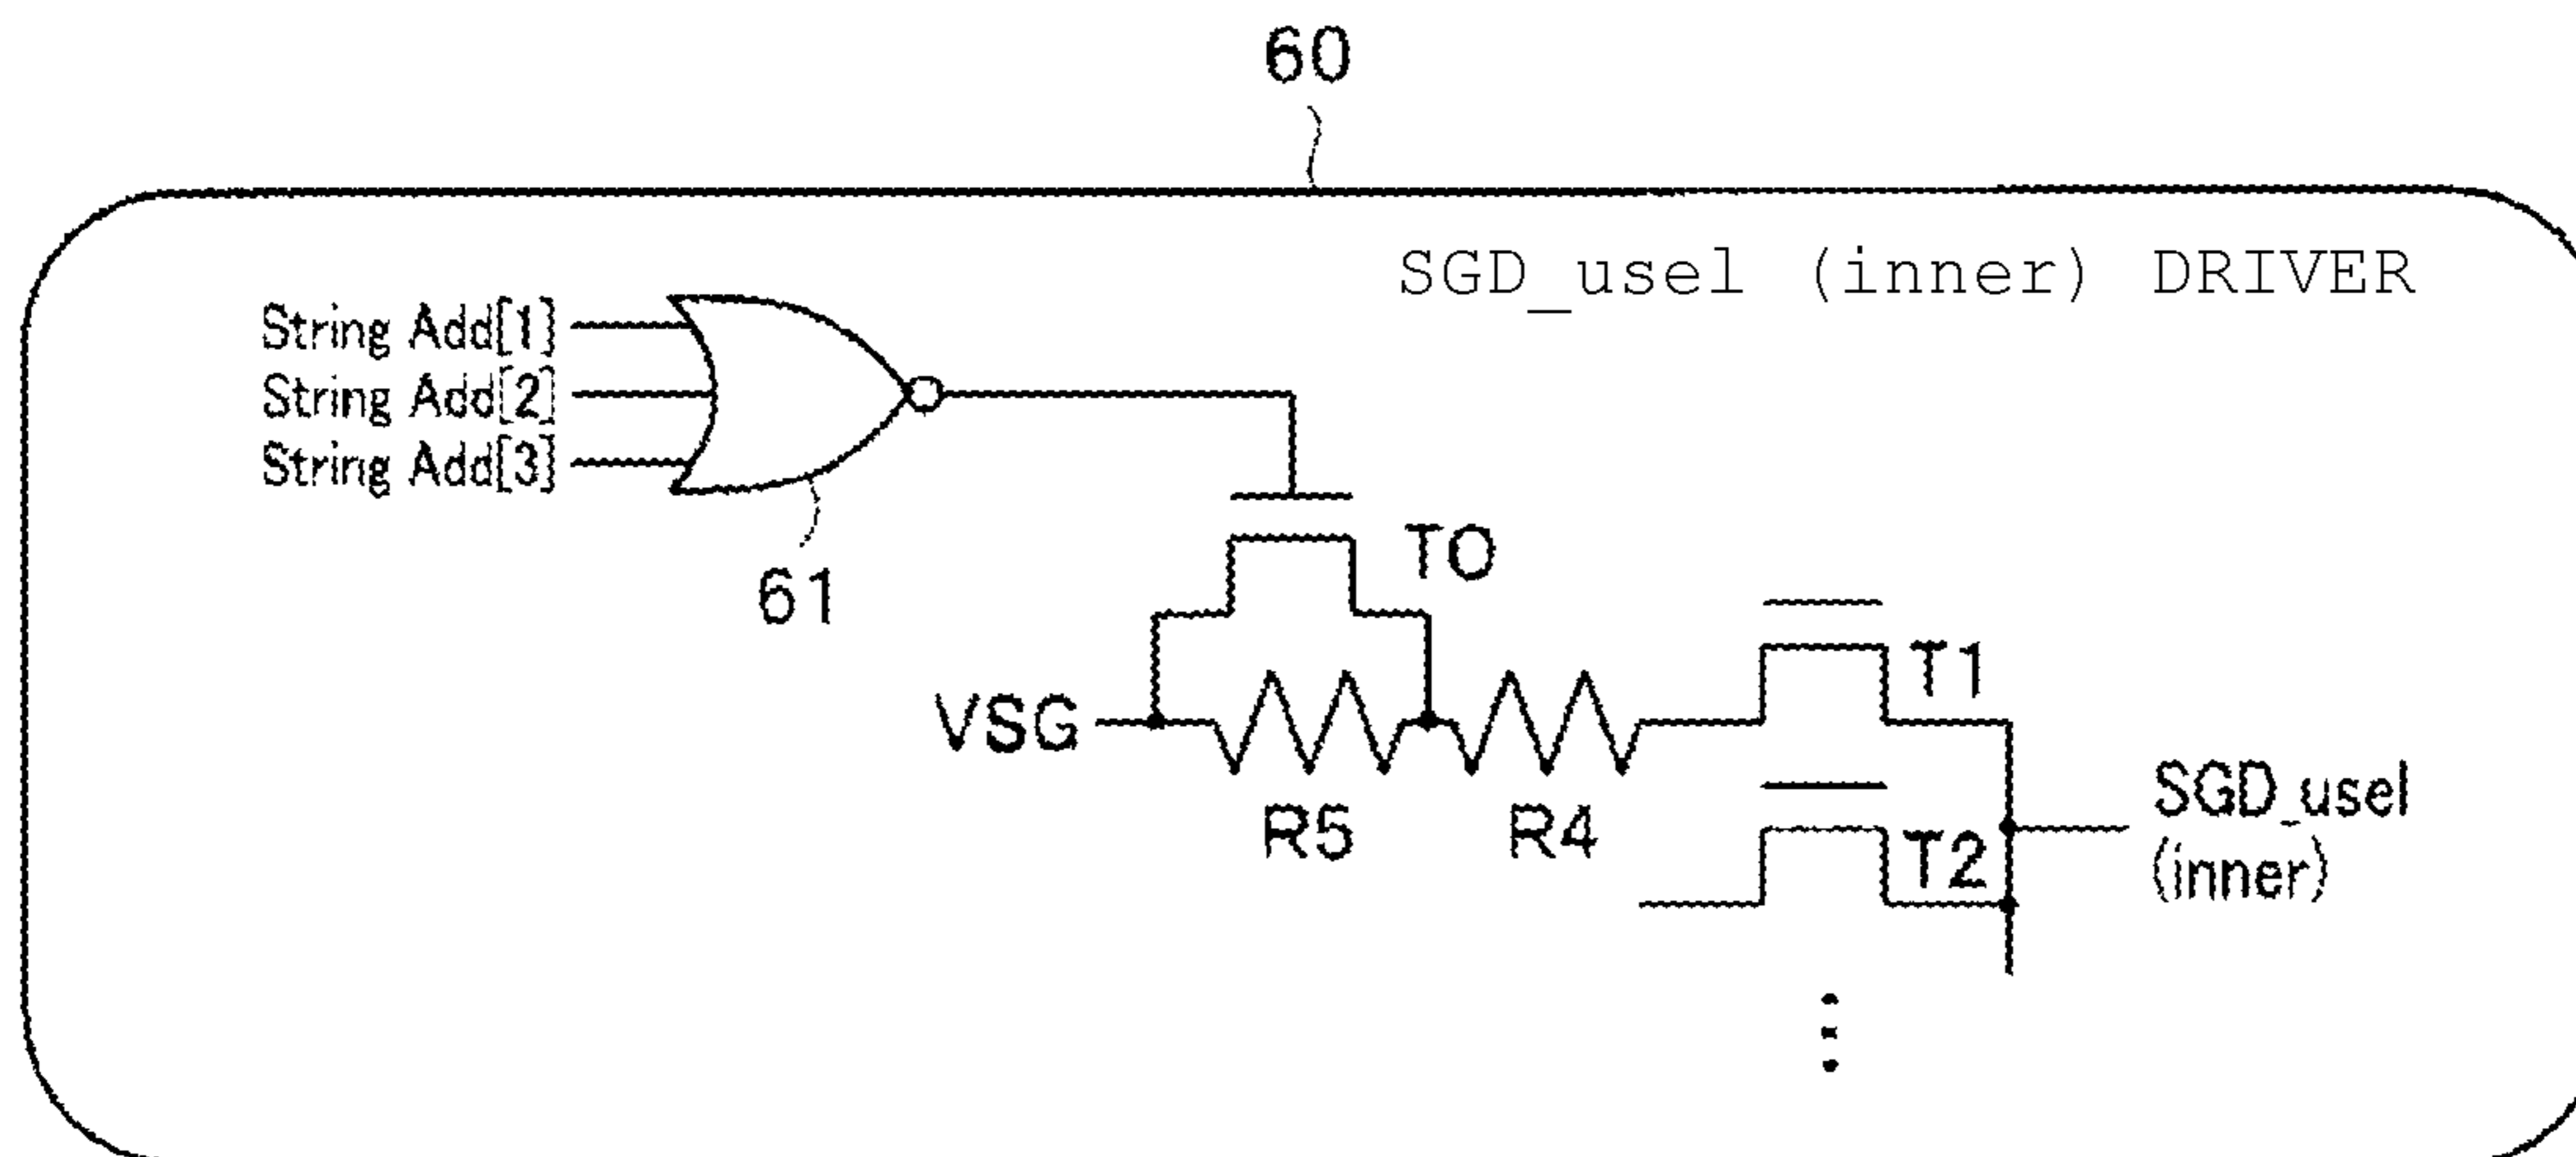 60
SGD_usel (inner) DRIVER
String Add[1]
String Add[2]
String Add[3]
61
T0
VSG
R5
R4
T1
T2
SGD_usel
(inner)